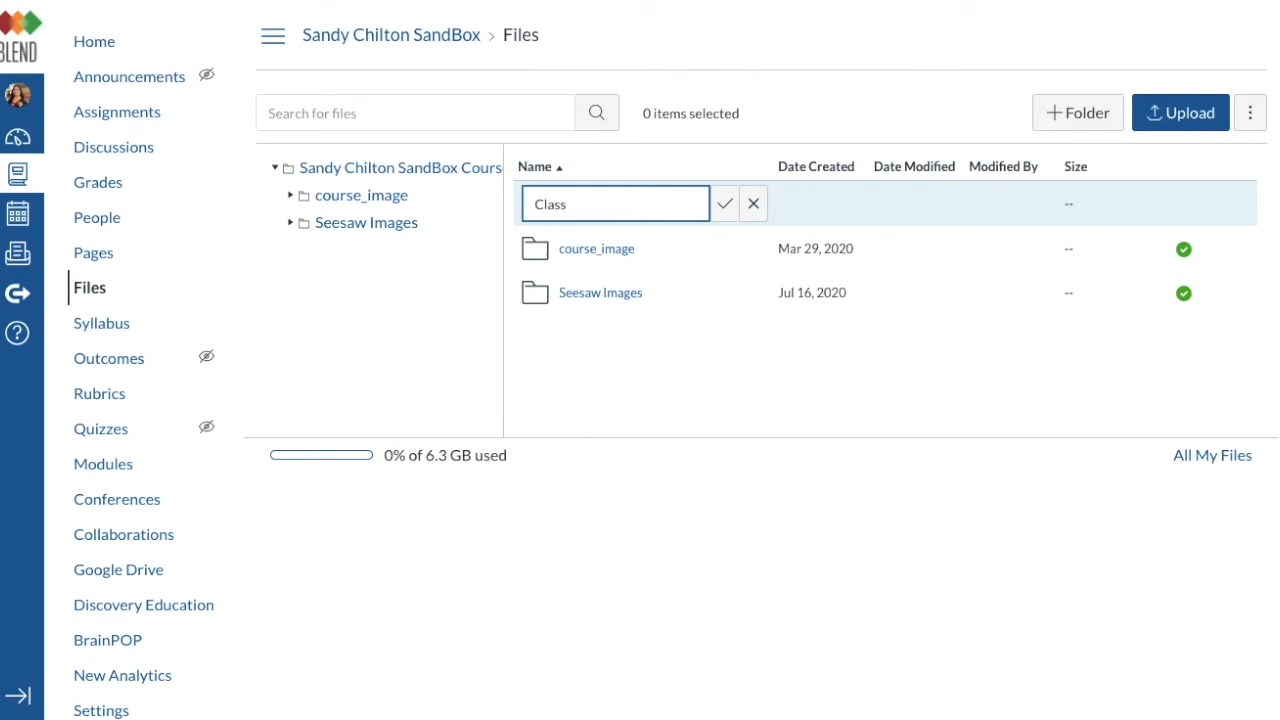 BLEND
Home
Announcements
Assignments
Discussions
Grades
People
Pages
Files
Syllabus
Outcomes
Rubrics
Quizzes
Modules
Conferences
Collaborations
Google Drive
Discovery Education
BrainPOP
New Analytics
Settings
Sandy Chilton SandBox › Files
Search for files
0 items selected
+Folder
Upload
Sandy Chilton SandBox Cours
course_image
Seesaw Images
Name Date Created Date Modified Modified By Size
Class --
course_image Mar 29, 2020 --
Seesaw Images Jul 16, 2020 --
0% of 6.3 GB used
All My Files